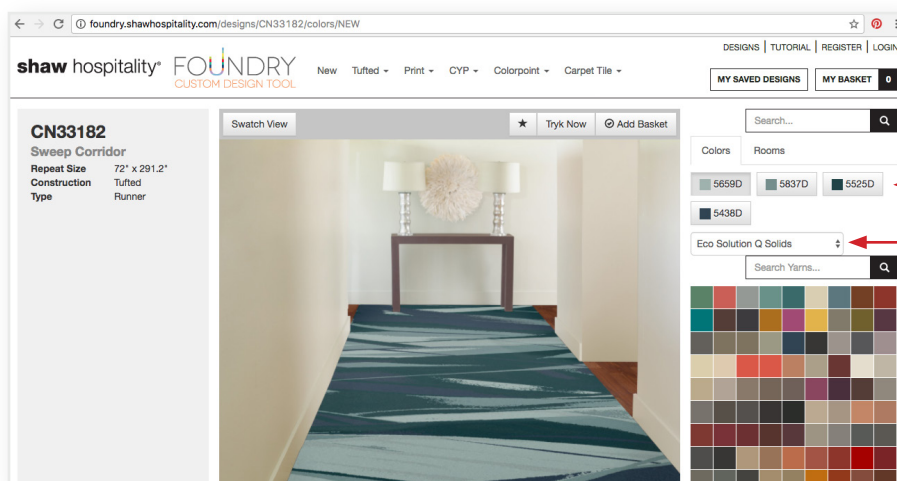 foundry.shawhospitality.com/designs/CN33182/colors/NEW
DESIGNS | TUTORIAL | REGISTER | LOGIN
shaw hospitality® FOUNDRY
CUSTOM DESIGN TOOL
New Tufted Print CYP Colorpoint Carpet Tile
MY SAVED DESIGNS MY BASKET 0
CN33182
Sweep Corridor
Repeat Size 72" x 291.2"
Construction Tufted
Type Runner
Swatch View
Tryk Now Add Basket
Search...
Colors Rooms
5659D 5837D 5525D
5438D
Eco Solution Q Solids
Search Yarns...